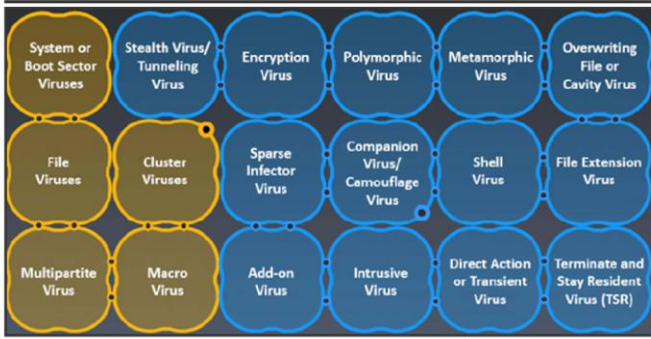 System or
Boot Sector
Viruses
Stealth Virus/
Tunneling
Virus
Encryption
Virus
Polymorphic
Virus
Metamorphic
Virus
Overwriting
File or
Cavity Virus
File
Viruses
Cluster
Viruses
Sparse
Infector
Virus
Companion
Virus/
Camouflage
Virus
Shell
Virus
File Extension
Virus
Multipartite
Virus
Macro
Virus
Add-on
Virus
Intrusive
Virus
Direct Action
or Transient
Virus
Terminate and
Stay Resident
Virus (TSR)